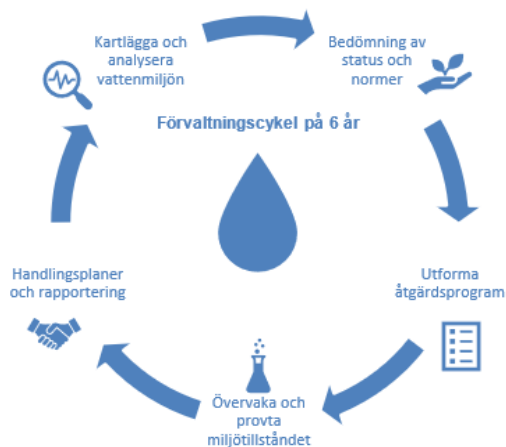 Kartlägga och
analysera
vattenmiljön
Bedömning av
status och
normer
Förvaltningscykel på 6 år
Utforma
åtgärdsprogram
Övervaka och
provta
miljötillståndet
Handlingsplaner
och rapportering